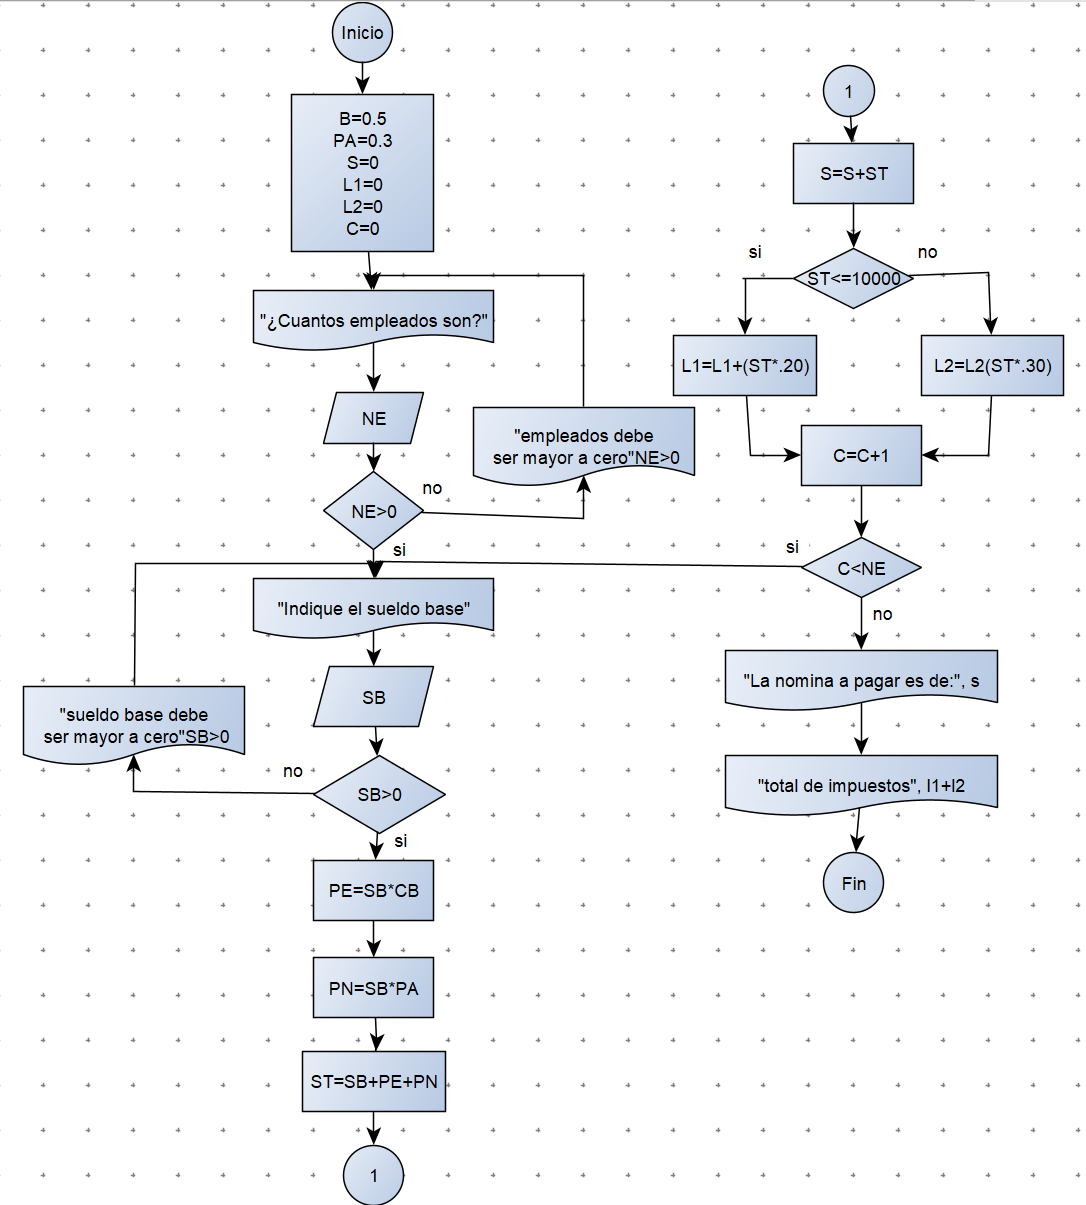 Inicio
B=0.5
PA=0.3
S=0
L1=0
L2=0
C=0
"¿Cuantos empleados son?"
NE
NE>0
no
"empleados debe
ser mayor a cero"NE>0
si
"Indique el sueldo base"
SB
SB>0
no
"sueldo base debe
ser mayor a cero"SB>0
si
PE=SB*CB
PN=SB*PA
ST=SB+PE+PN
1
1
S=S+ST
ST<=10000
si
no
L1=L1+(ST*.20)
L2=L2(ST*.30)
C=C+1
C<NE
si
no
"La nomina a pagar es de:", s
"total de impuestos", l1+l2
Fin